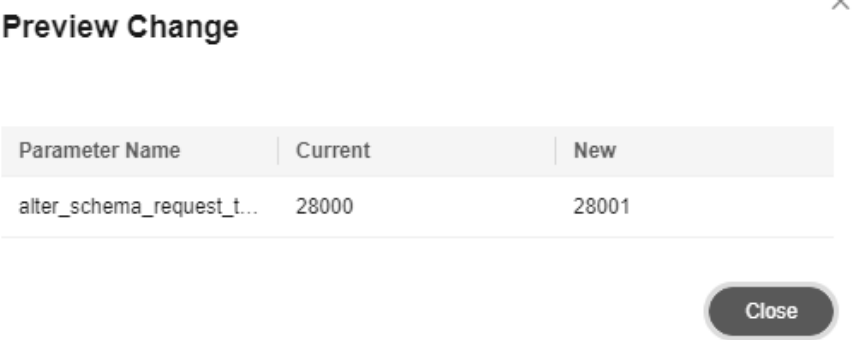 Preview Change
Parameter Name Current New
alter_schema_request_t... 28000 28001
Close